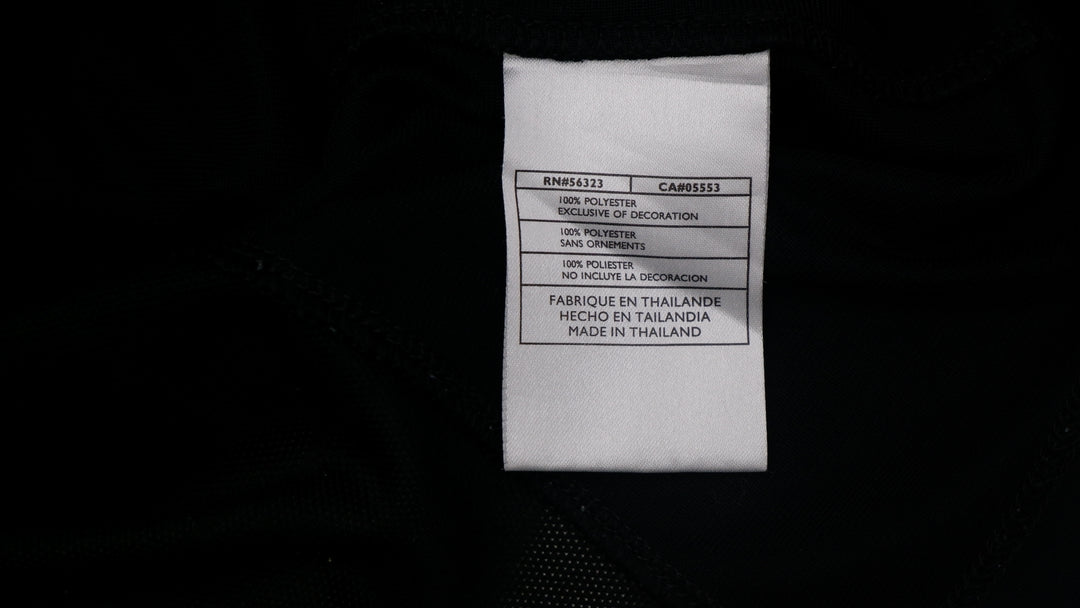 RN#56323 CA#05553
100% POLYESTER
EXCLUSIVE OF DECORATION
100% POLYESTER
SANS ORNEMENTS
100% POLIESTER
NO INCLUYE LA DECORACION
FABRIQUE EN THAILANDE
HECHO EN TAILANDIA
MADE IN THAILAND